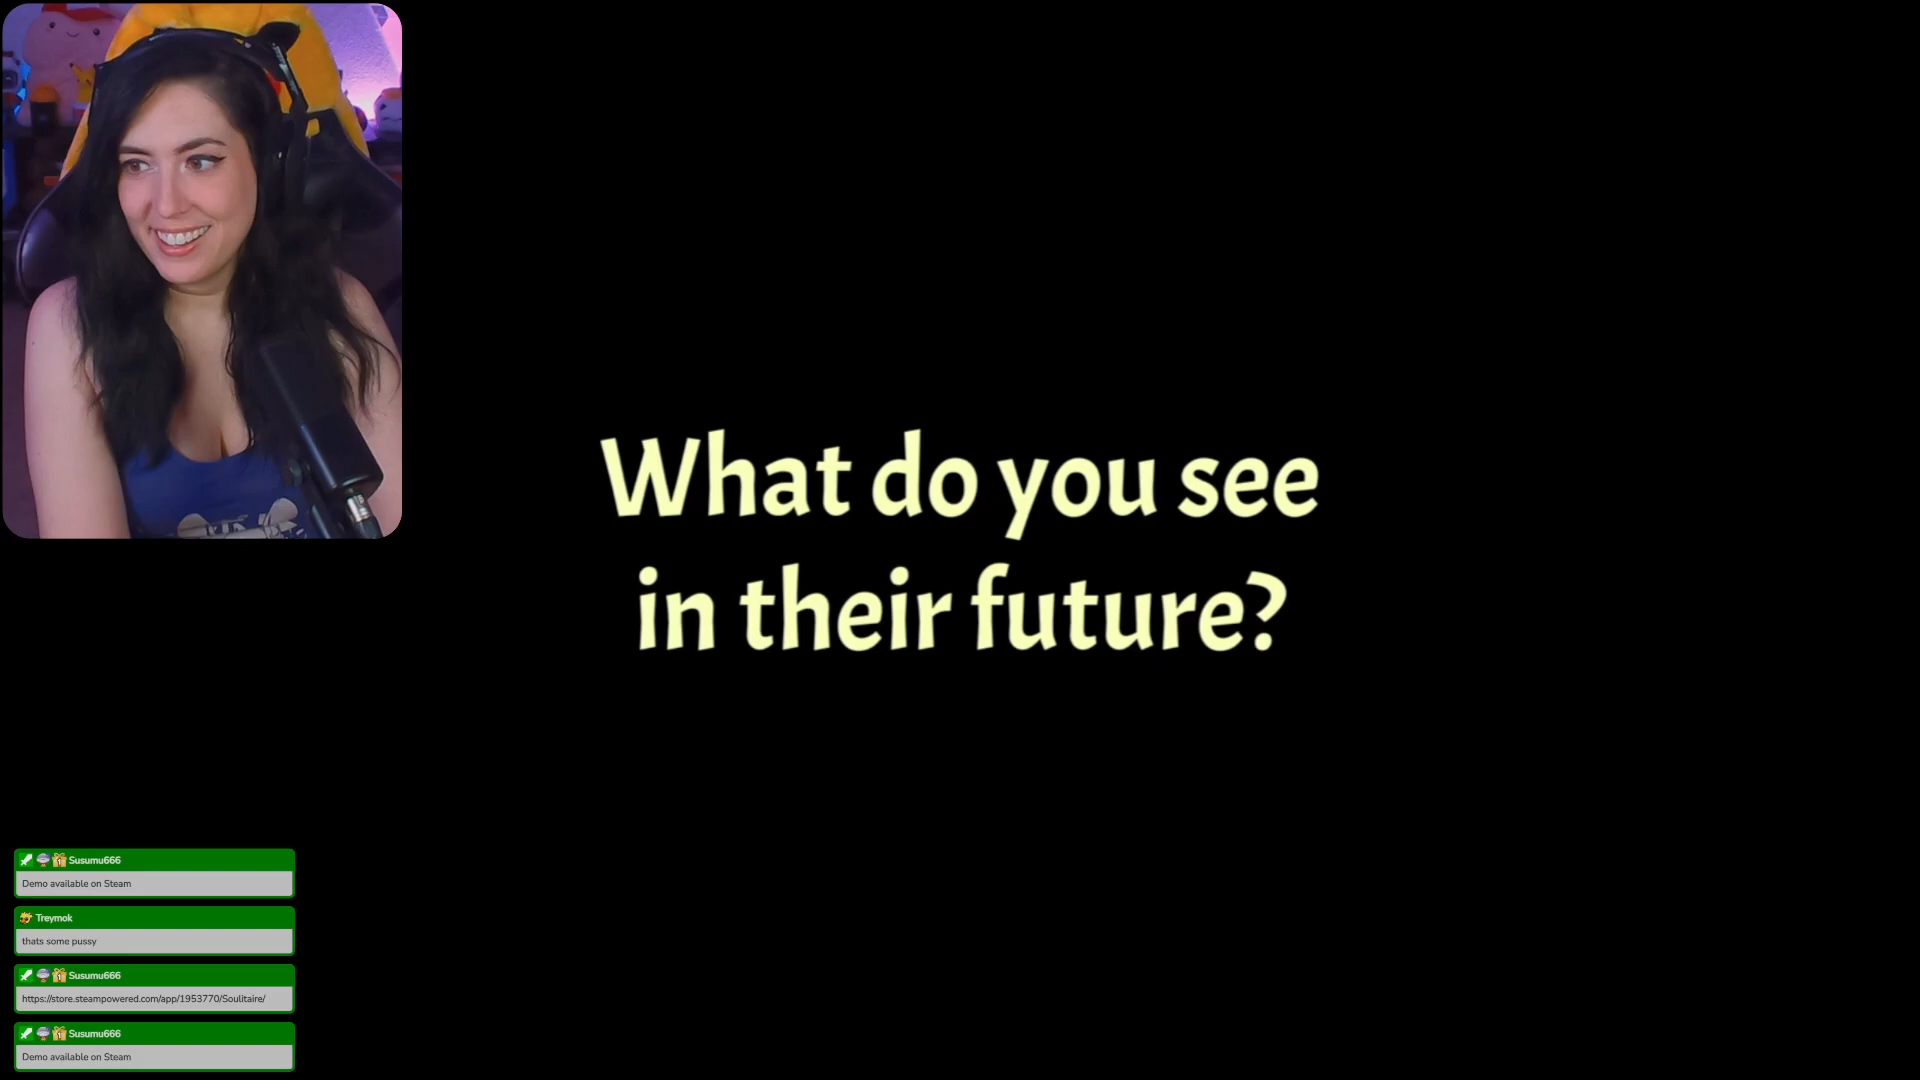 What do you see
in their future?
Susumu666
Demo available on Steam
Treymok
thats some pussy
Susumu666
https://store.steampowered.com/app/1953770/Soulitaire/
Susumu666
Demo available on Steam